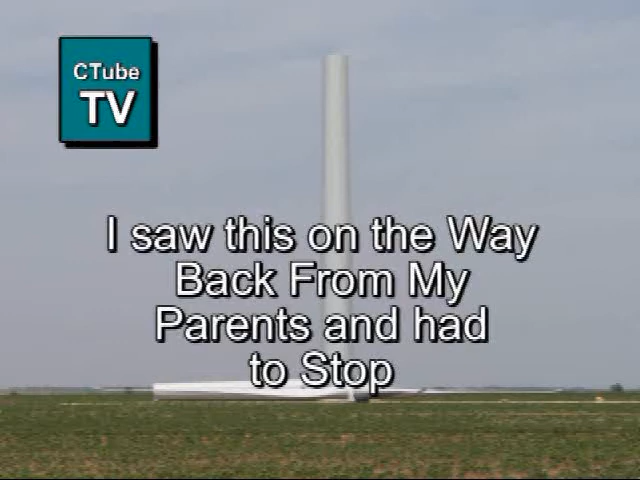 CTube
TV
I saw this on the Way
Back From My
Parents and had
to Stop